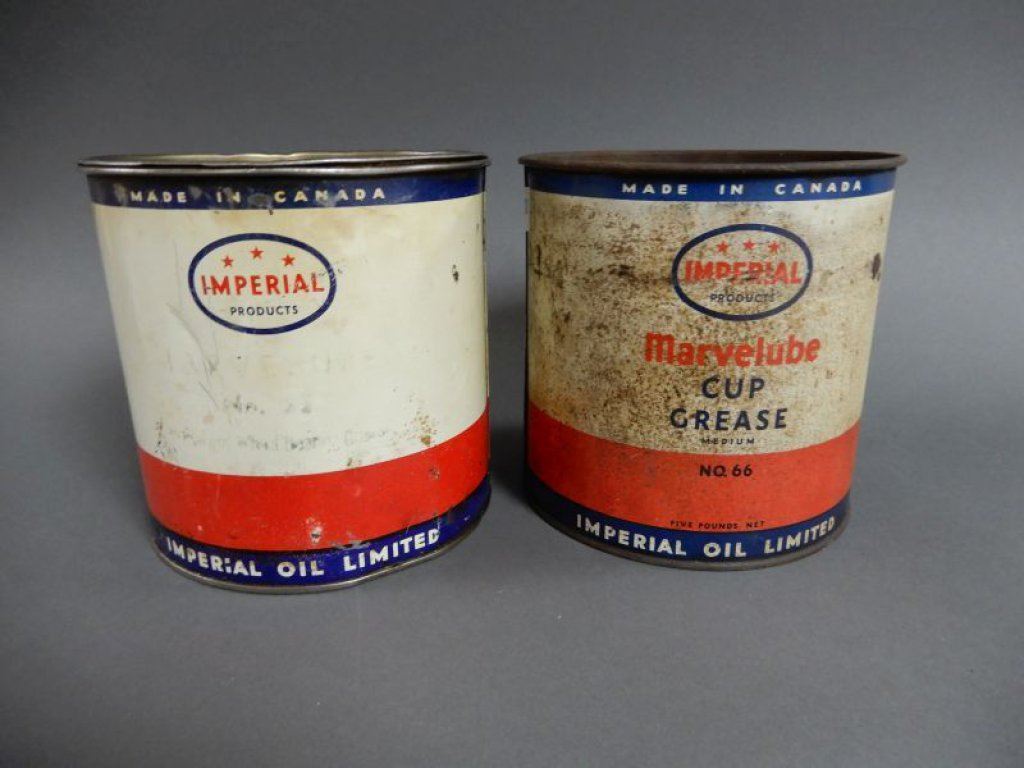 MADE IN CANADA
IMPERIAL
PRODUCTS
IMPERIAL OIL LIMITED
MADE IN CANADA
IMPERIAL
PRODUCTS
Marvelube
CUP
GREASE
MEDIUM
NO. 66
FIVE POUNDS NET
IMPERIAL OIL LIMITED